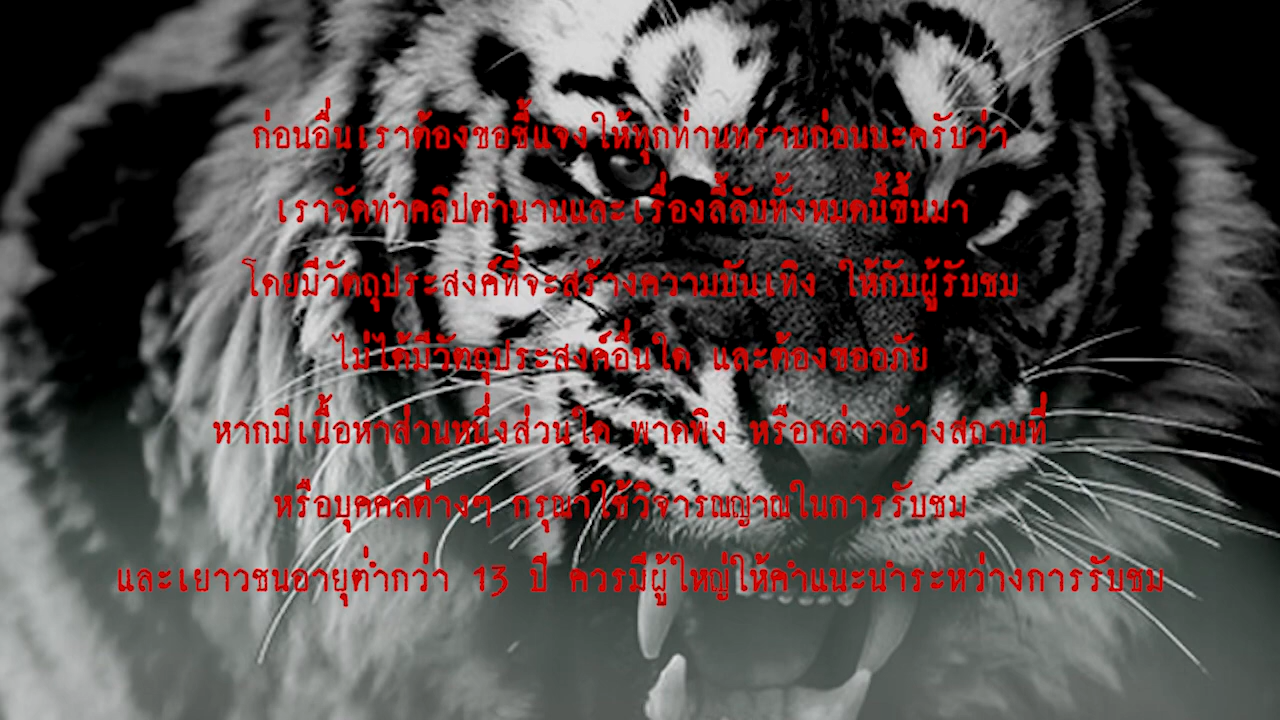 ก่อนอื่นเราต้องขอชี้แจงให้ทุกท่านทราบก่อนนะครับว่า
เราจัดทำคลิปตำนานและเรื่องลี้ลับทั้งหมดนี้ขึ้นมา
โดยมีวัตถุประสงค์ที่จะสร้างความบันเทิง ให้กับผู้รับชม
ไม่ได้มีวัตถุประสงค์อื่นใด และต้องขออภัย
หากมีเนื้อหาส่วนหนึ่งส่วนใด พาดพิง หรือกล่าวอ้างสถานที่
หรือบุคคลต่างๆ กรุณาใช้วิจารณญาณในการรับชม
และเยาวชนอายุต่ำกว่า 13 ปี ควรมีผู้ใหญ่ให้คำแนะนำระหว่างการรับชม